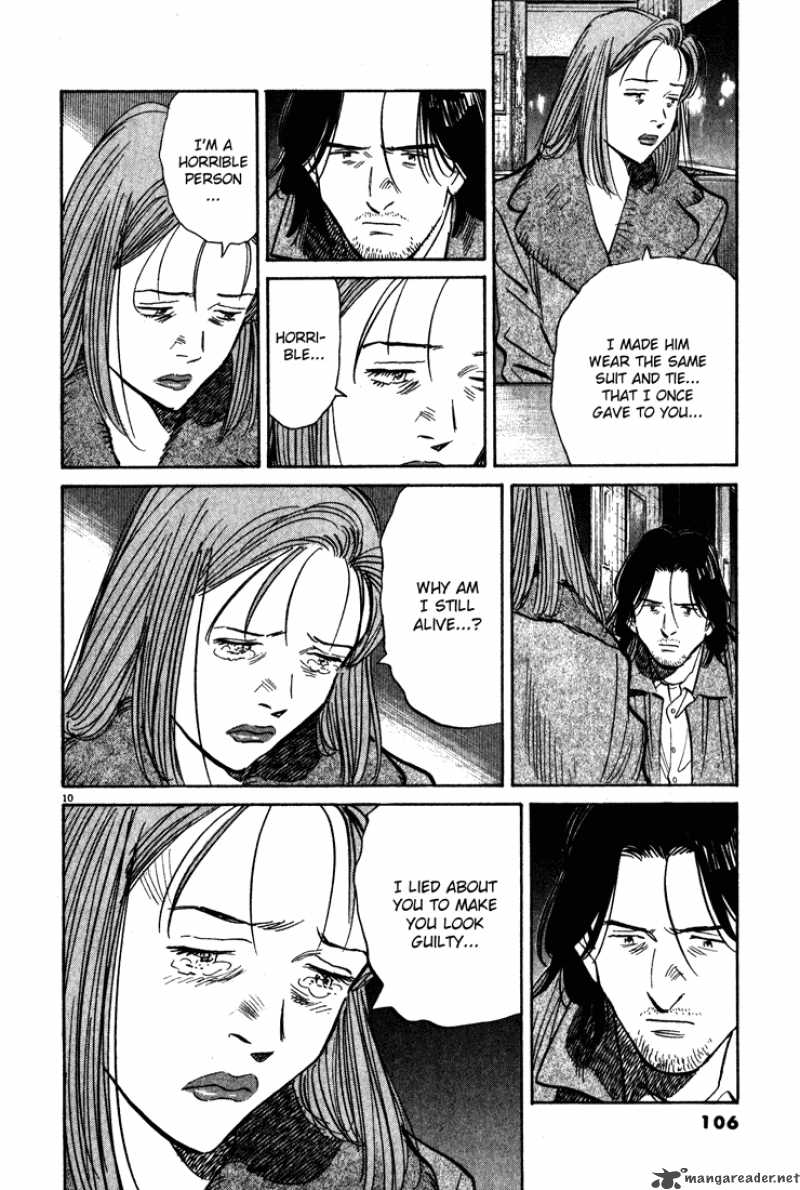 I MADE HIM
WEAR THE SAME
SUIT AND TIE...
THAT I ONCE
GAVE TO YOU...
I'M A
HORRIBLE
PERSON
...
HORRI-
BLE...
WHY AM
I STILL
ALIVE...?
10
I LIED ABOUT
YOU TO MAKE
YOU LOOK
GUILTY...
106
mangareader.net